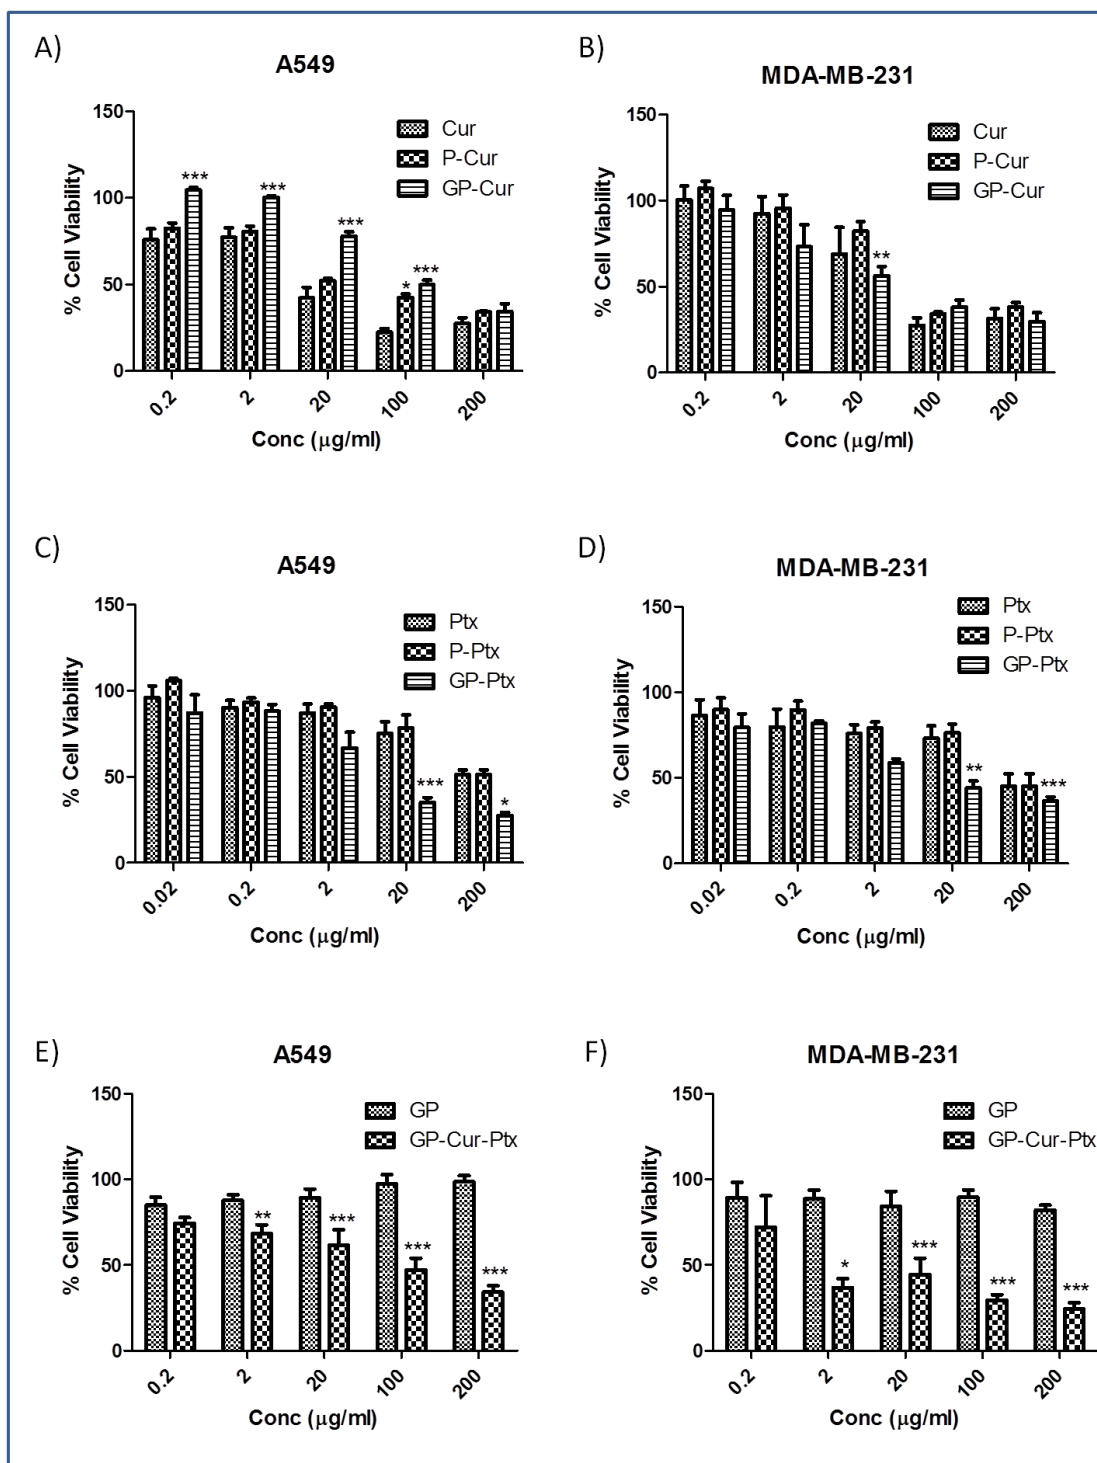 A)
A549
150
100
50
0
% Cell Viability
Cur
P-Cur
GP-Cur
***
***
***
*
***
0.2
2
20
100
200
Conc (µg/ml)
B)
MDA-MB-231
150
100
50
0
% Cell Viability
Cur
P-Cur
GP-Cur
**
0.2
2
20
100
200
Conc (µg/ml)
C)
A549
150
100
50
0
% Cell Viability
Ptx
P-Ptx
GP-Ptx
***
*
0.02
0.2
2
20
200
Conc (µg/ml)
D)
MDA-MB-231
150
100
50
0
% Cell Viability
Ptx
P-Ptx
GP-Ptx
**
***
0.02
0.2
2
20
200
Conc (µg/ml)
E)
A549
150
100
50
0
% Cell Viability
GP
GP-Cur-Ptx
**
***
***
***
0.2
2
20
100
200
Conc (µg/ml)
F)
MDA-MB-231
150
100
50
0
% Cell Viability
GP
GP-Cur-Ptx
*
***
***
***
0.2
2
20
100
200
Conc (µg/ml)